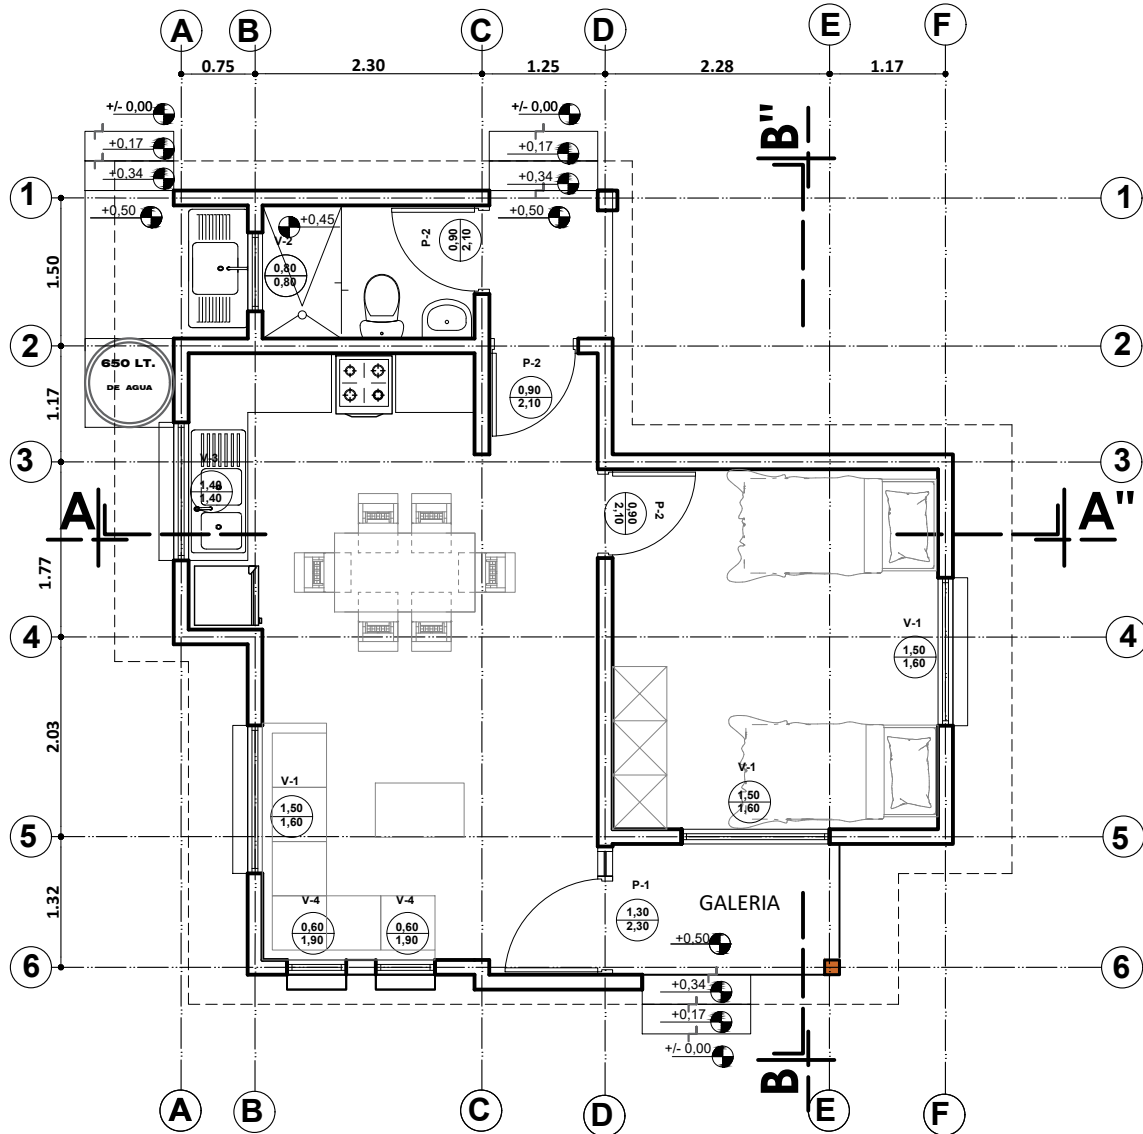 A B C D E F
0.75 2.30 1.25 2.28 1.17
B''
+/- 0,00 +/- 0,00
+0,17 +0,17
+0,34 +0,34
1 1
+0,50 +0,50
+0,45
V-2
0,80
0,80
P-2
0,90
2,10
1.50
2 2
650 LT.
DE AGUA
P-2
0,90
2,10
1.17
3 3
V-3
1,40
1,40
P-2
0,90
2,10
A A''
1.77
4 4
V-1
1,50
1,60
2.03
V-1
1,50
1,60
V-1
1,50
1,60
5 5
1.32
V-4 V-4
0,60 0,60
1,90 1,90
P-1
1,30
2,30
GALERIA
+0,50
6 6
+0,34
+0,17
+/- 0,00
B
A B C D E F